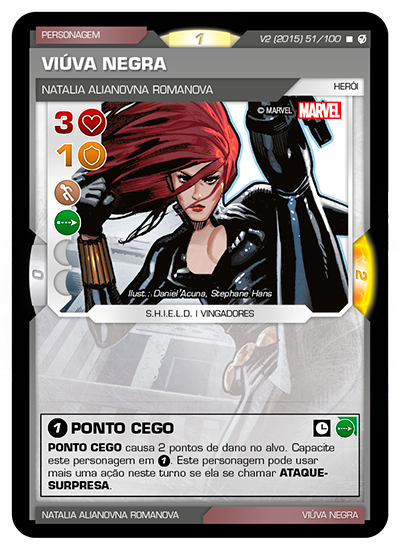 PERSONAGEM
1
V2 (2015) 51/100
VIÚVA NEGRA
NATALIA ALIANOVNA ROMANOVA
HERÓI
© MARVEL
MARVEL
3
1
0
2
Ilust.: Daniel Acuna, Stephane Hans
S.H.I.E.L.D. | VINGADORES
1 PONTO CEGO
PONTO CEGO causa 2 pontos de dano no alvo. Capacite
este personagem em 1. Este personagem pode usar
mais uma ação neste turno se ela se chamar ATAQUE-
SURPRESA.
NATALIA ALIANOVNA ROMANOVA
VIÚVA NEGRA